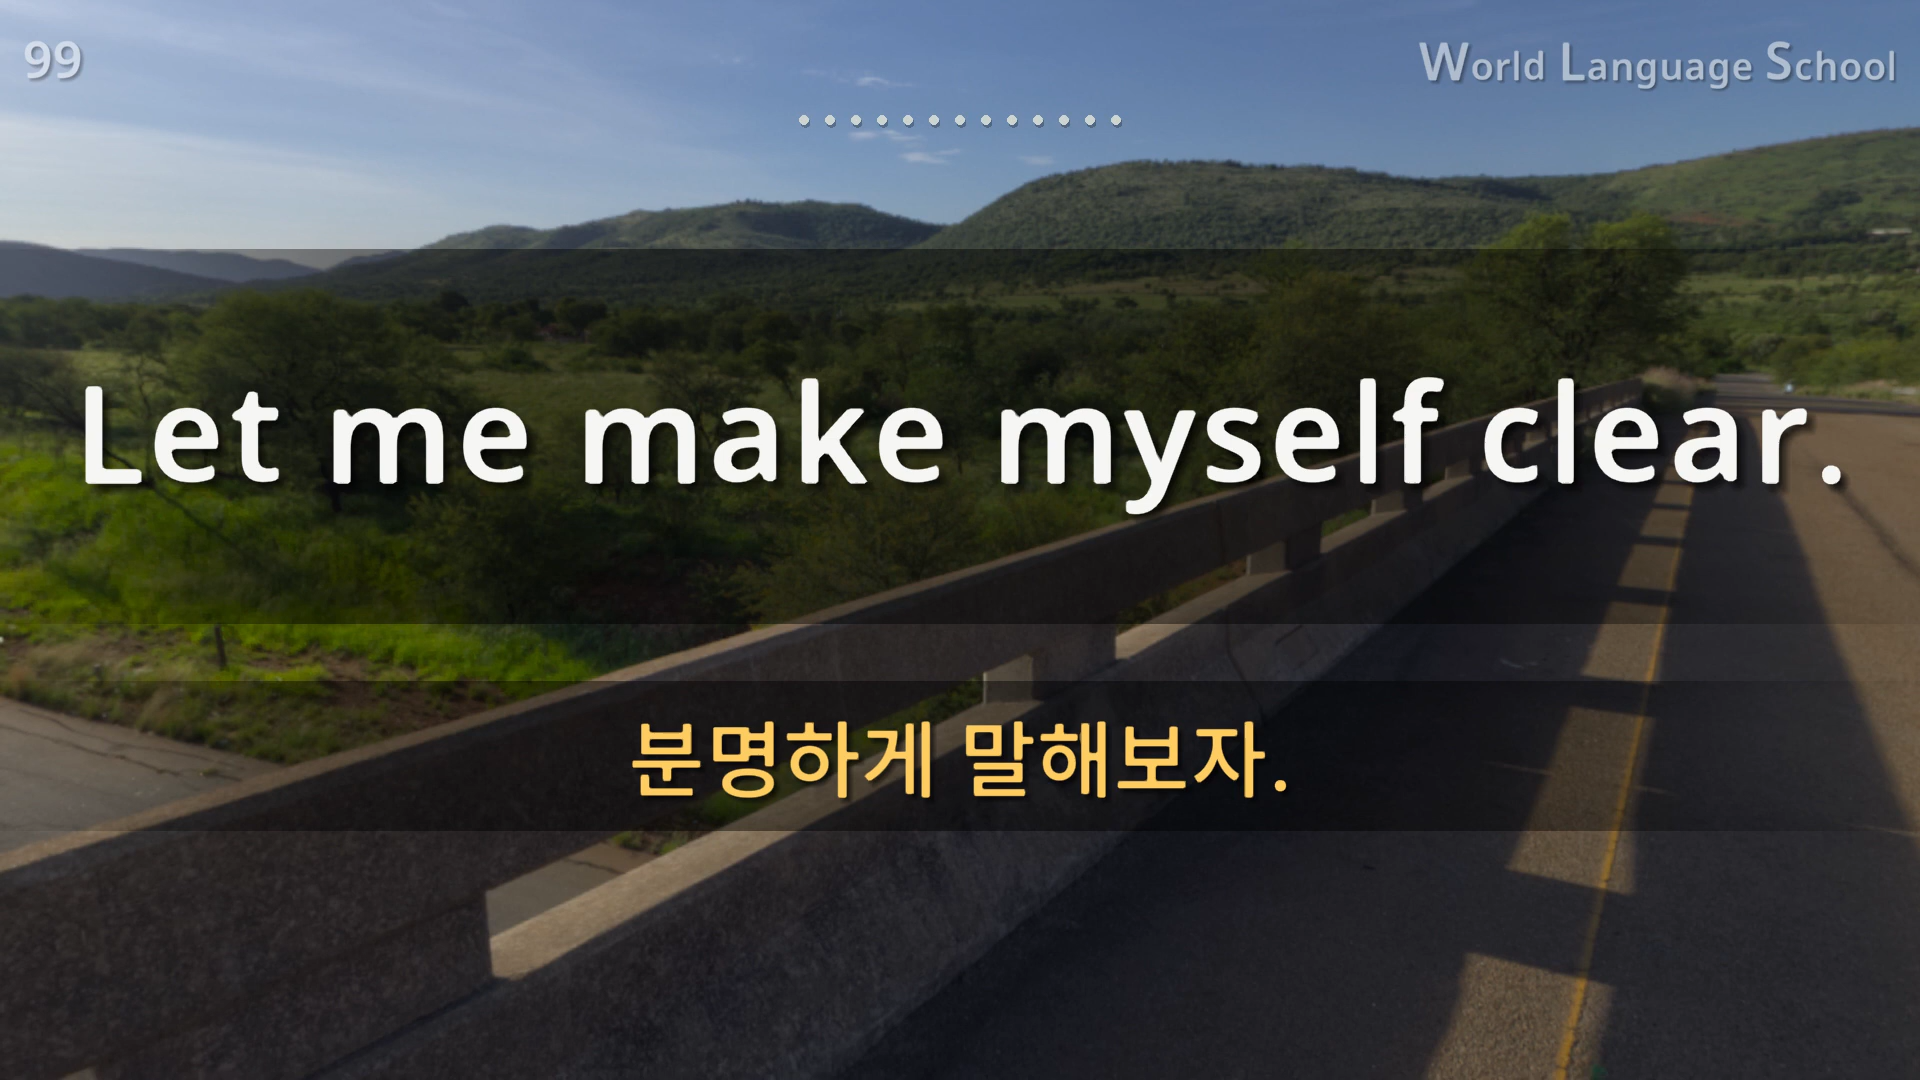 99
World Language School
Let me make myself clear.
분명하게 말해보자.